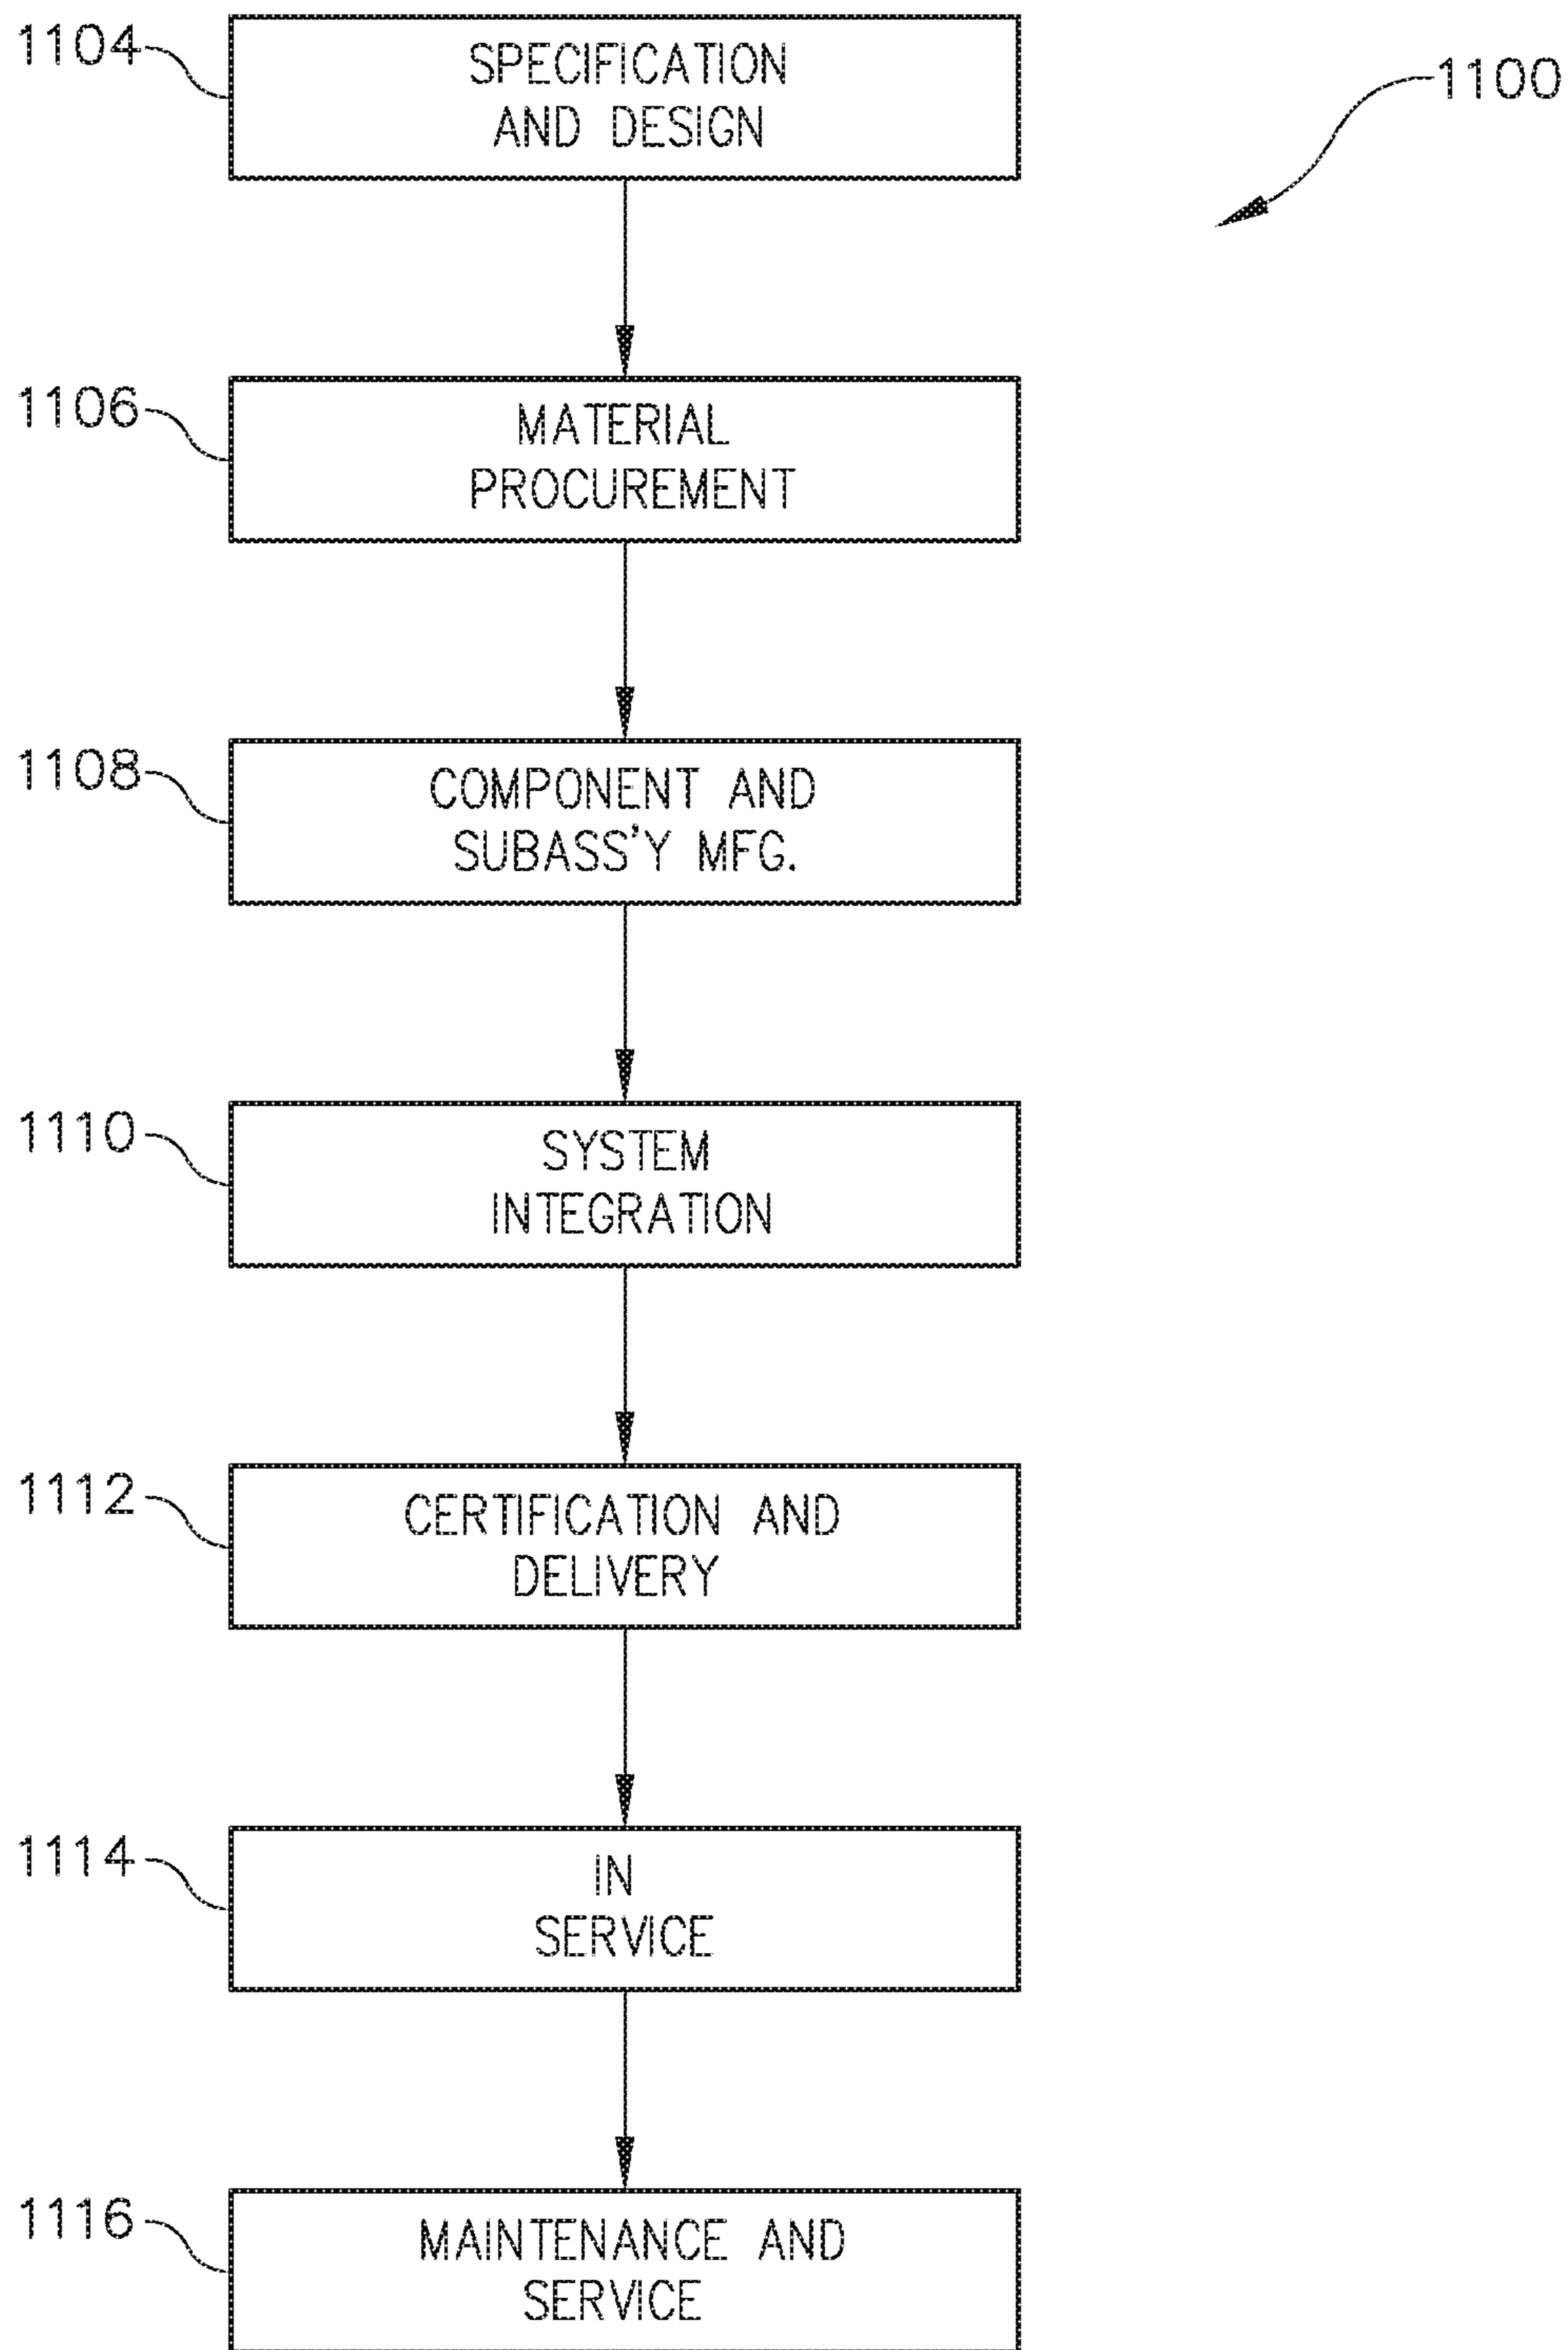 1104
SPECIFICATION
AND DESIGN
1100
1106
MATERIAL
PROCUREMENT
1108
COMPONENT AND
SUBASS'Y MFG.
1110
SYSTEM
INTEGRATION
1112
CERTIFICATION AND
DELIVERY
1114
IN
SERVICE
1116
MAINTENANCE AND
SERVICE